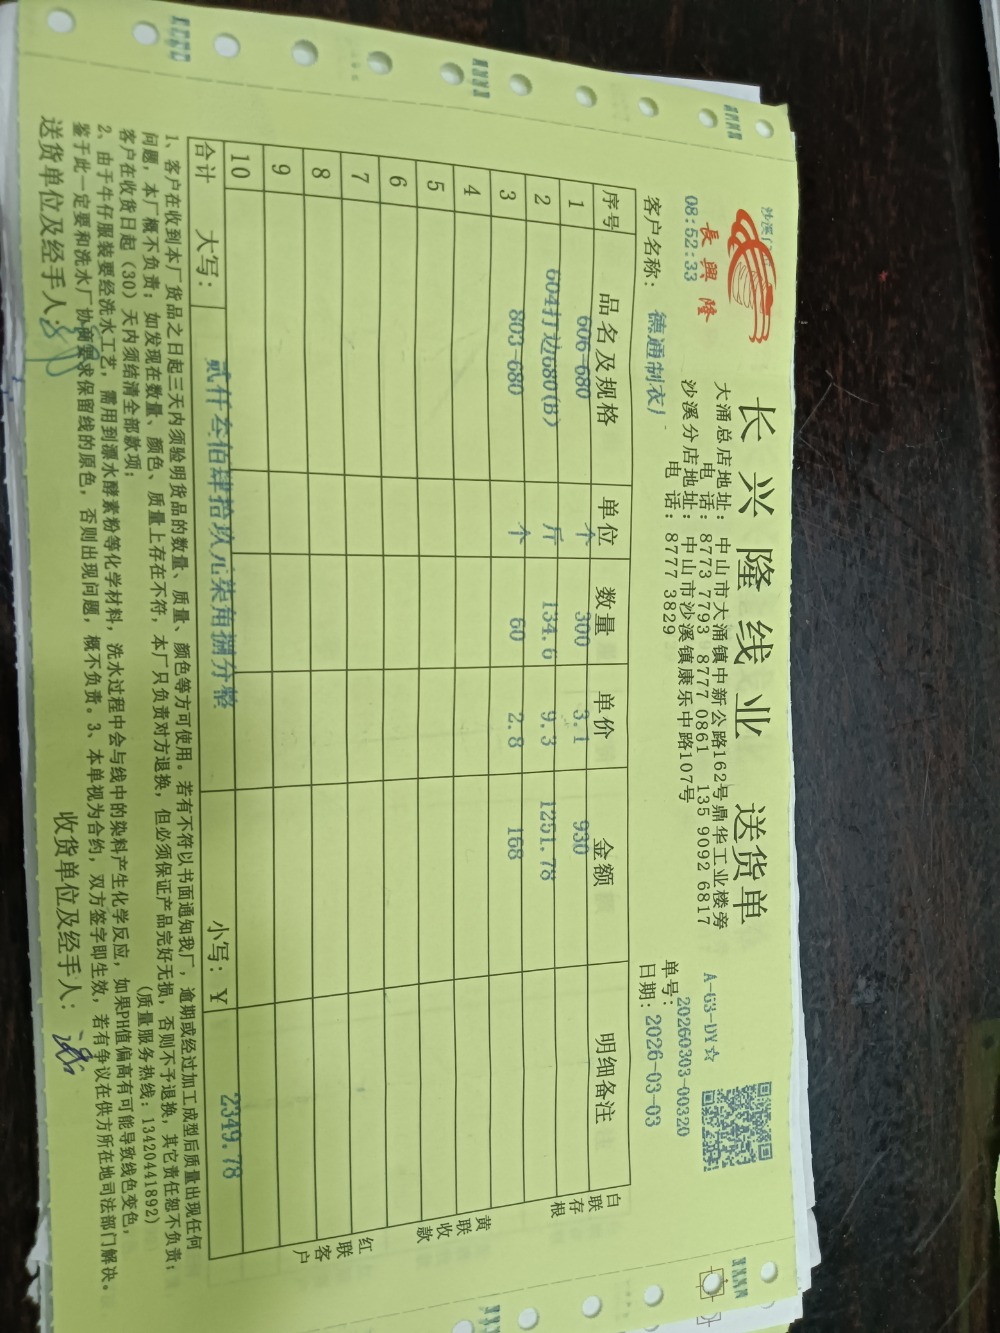 长兴隆线业 送货单
沙溪
長興隆
08:52:33
大涌总店地址：中山市大涌镇中新公路162号鼎华工业楼旁
电话：8773 7793 8777 0861 135 9092 6817
沙溪分店地址：中山市沙溪镇康乐中路107号
电话：8777 3829
A-63-DY☆
单号：20260303-00320
客户名称：德通制衣厂
日期：2026-03-03
序号 品名及规格 单位 数量 单价 金额 明细备注
1 606-680 个 300 3.1 930
2 604打边680(B) 斤 134.6 9.3 1251.78
3 803-680 个 60 2.8 168
4
5
6
7
8
9
10
合计 大写：贰仟叁佰肆拾玖元柒角捌分整 小写：￥ 2349.78
白联存根
黄联收款
红联客户
1、客户在收到本厂货品之日起三天内须验明货品的数量、质量、颜色等方可使用。若有不符以书面通知我厂，逾期或经过加工成型后质量出现任何
问题，本厂概不负责；如发现在数量、颜色、质量上存在不符，本厂只负责对方退换，但必须保证产品完好无损，否则不予退换，其它责任恕不负责；
客户在收货日起（30）天内须结清全部款项；
（质量服务热线：13420441892）
2、由于牛仔服装要经洗水工艺，需用到漂水酵素粉等化学材料，洗水过程中会与线中的染料产生化学反应，如果PH值偏高有可能导致线色变色，
鉴于此一定要和洗水厂协商要求保留线的原色，否则出现问题，概不负责。3、本单视为合约，双方签字即生效，若有争议在供方所在地司法部门解决。
送货单位及经手人：
收货单位及经手人：